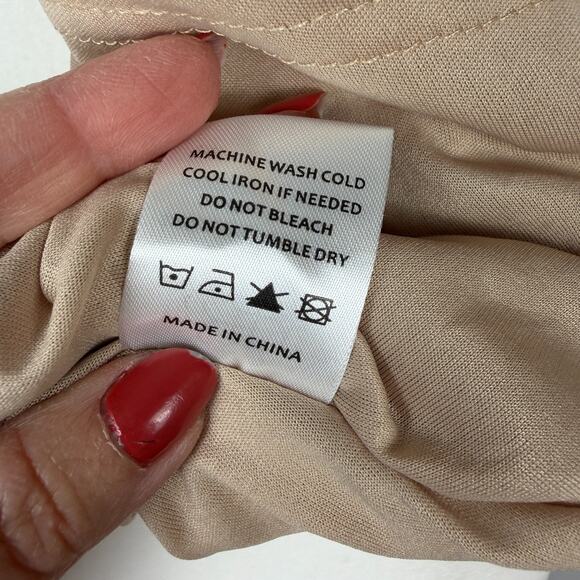 MACHINE WASH COLD
COOL IRON IF NEEDED
DO NOT BLEACH
DO NOT TUMBLE DRY
MADE IN CHINA